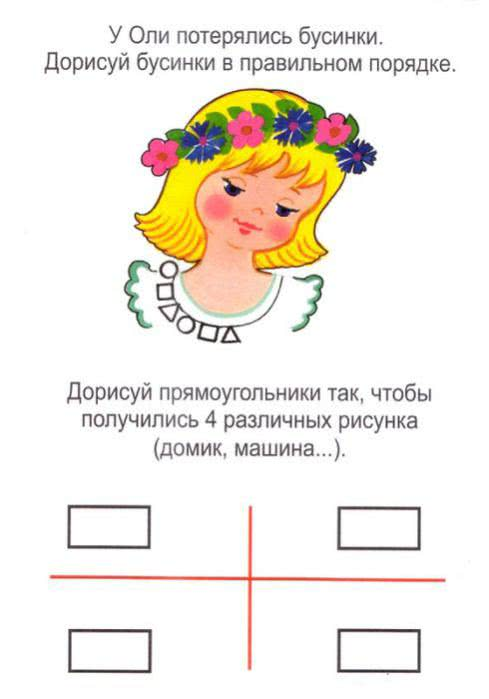 У Оли потерялись бусинки.
Дорисуй бусинки в правильном порядке.
Дорисуй прямоугольники так, чтобы
получились 4 различных рисунка
(домик, машина...).